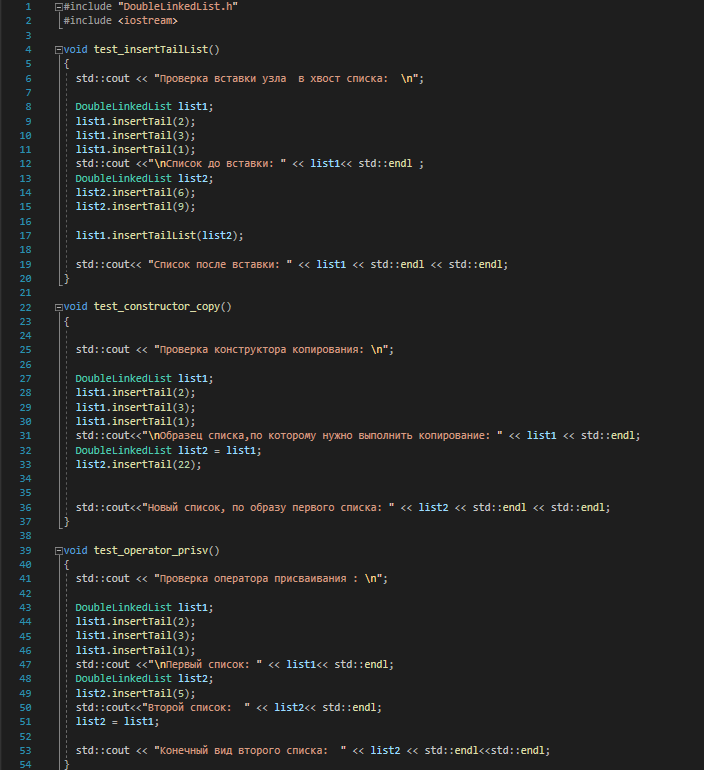 1 #include "DoubleLinkedList.h"
2 #include <iostream>
3
4 void test_insertTailList()
5 {
6 std::cout << "Проверка вставки узла  в хвост списка:  \n";
7
8 DoubleLinkedList list1;
9 list1.insertTail(2);
10 list1.insertTail(3);
11 list1.insertTail(1);
12 std::cout <<"\nСписок до вставки: " << list1<< std::endl ;
13 DoubleLinkedList list2;
14 list2.insertTail(6);
15 list2.insertTail(9);
16
17 list1.insertTailList(list2);
18
19 std::cout<< "Список после вставки: " << list1 << std::endl << std::endl;
20 }
21
22 void test_constructor_copy()
23 {
24
25 std::cout << "Проверка конструктора копирования: \n";
26
27 DoubleLinkedList list1;
28 list1.insertTail(2);
29 list1.insertTail(3);
30 list1.insertTail(1);
31 std::cout<<"\nОбразец списка,по которому нужно выполнить копирование: " << list1 << std::endl;
32 DoubleLinkedList list2 = list1;
33 list2.insertTail(22);
34
35
36 std::cout<<"Новый список, по образу первого списка: " << list2 << std::endl << std::endl;
37 }
38
39 void test_operator_prisv()
40 {
41 std::cout << "Проверка оператора присваивания : \n";
42
43 DoubleLinkedList list1;
44 list1.insertTail(2);
45 list1.insertTail(3);
46 list1.insertTail(1);
47 std::cout <<"\nПервый список: " << list1<< std::endl;
48 DoubleLinkedList list2;
49 list2.insertTail(5);
50 std::cout<<"Второй список:  " << list2<< std::endl;
51 list2 = list1;
52
53 std::cout << "Конечный вид второго списка:  " << list2 << std::endl<<std::endl;
54 }